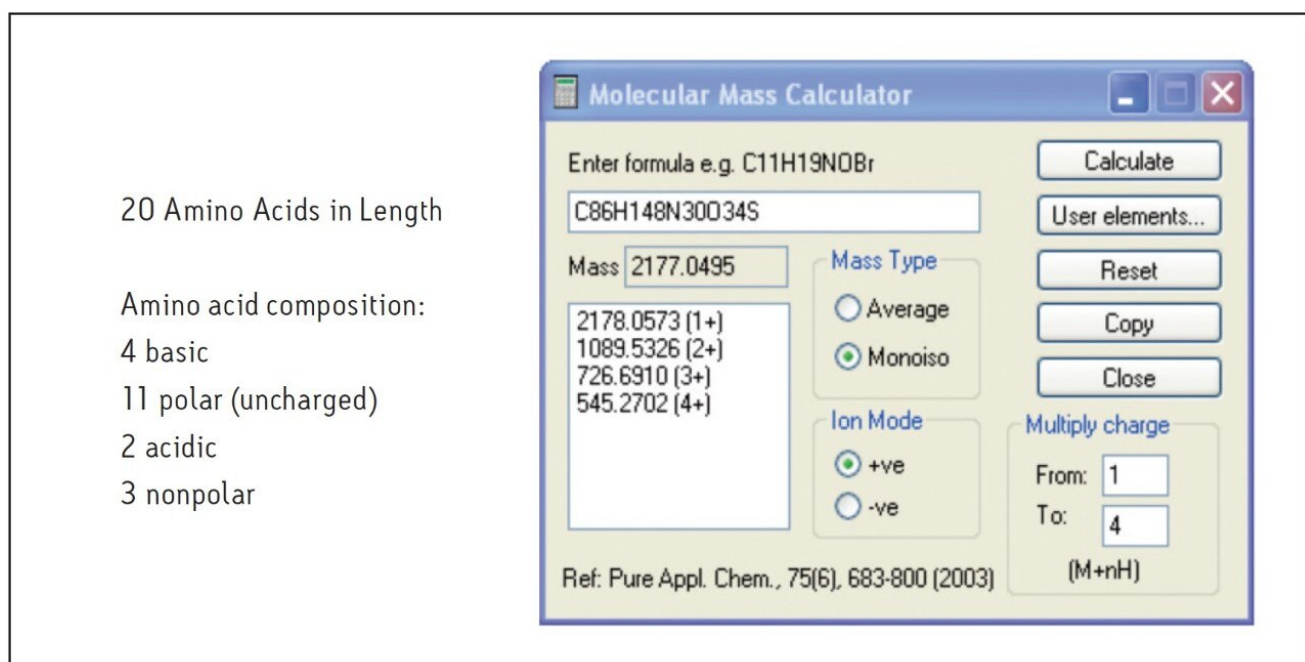 20 Amino Acids in Length
Amino acid composition:
4 basic
11 polar (uncharged)
2 acidic
3 nonpolar
Molecular Mass Calculator
Enter formula e.g. C11H19NOBr
C86H148N30O34S
Mass 2177.0495
2178.0573 (1+)
1089.5326 (2+)
726.6910 (3+)
545.2702 (4+)
Mass Type
Average
Monoiso
Ion Mode
+ve
-ve
Calculate
User elements...
Reset
Copy
Close
Multiply charge
From: 1
To: 4
(M+nH)
Ref: Pure Appl. Chem., 75(6), 683-800 (2003)